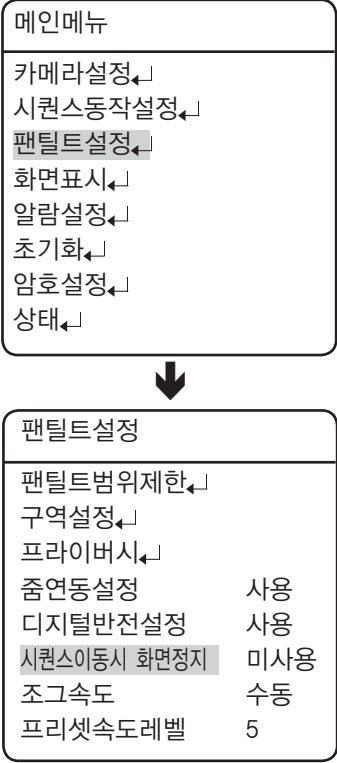 메인메뉴
카메라설정↵
시퀀스동작설정↵
팬틸트설정↵
화면표시↵
알람설정↵
초기화↵
암호설정↵
상태↵
팬틸트설정
팬틸트범위제한↵
구역설정↵
프라이버시↵
줌연동설정 사용
디지털반전설정 사용
시퀀스이동시 화면정지 미사용
조그속도 수동
프리셋속도레벨 5